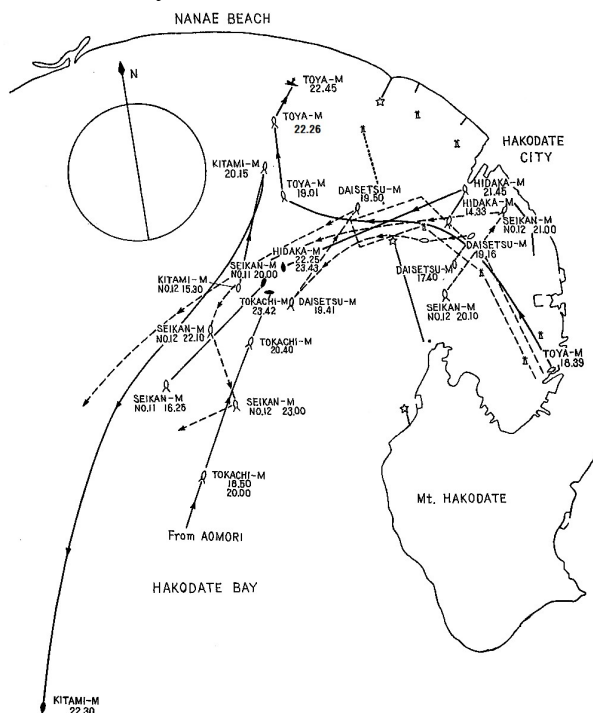 NANAE BEACH
N
TOYA-M
22.45
TOYA-M
22.26
HAKODATE
CITY
KITAMI-M
20.15
TOYA-M
19.01
DAISETSU-M
19.50
HIDAKA-M
21.45
HIDAKA-M
14.33
SEIKAN-M
NO.12 21.00
HIDAKA-M
22.25
23.43
SEIKAN-M
NO.11 20.00
DAISETSU-M
19.16
KITAMI-M
NO.12 15.30
DAISETSU-M
17.40
TOKACHI-M
23.42
DAISETSU-M
19.41
SEIKAN-M
NO.12 20.10
SEIKAN-M
NO.12 22.10
TOKACHI-M
20.40
TOYA-M
18.39
SEIKAN-M
NO.11 16.25
SEIKAN-M
NO.12 23.00
TOKACHI-M
18.50
20.00
Mt. HAKODATE
From AOMORI
HAKODATE BAY
KITAMI-M
22.30